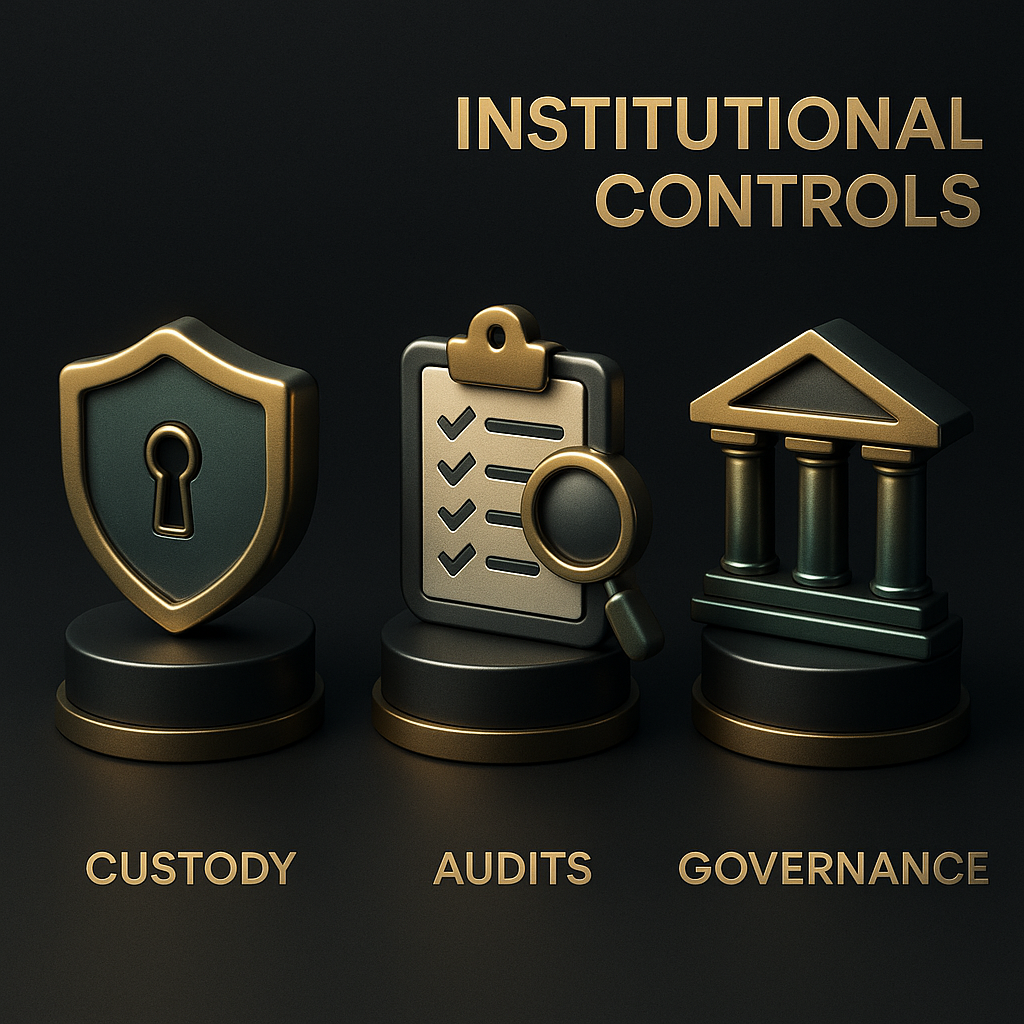 INSTITUTIONAL
CONTROLS
CUSTODY
AUDITS
GOVERNANCE